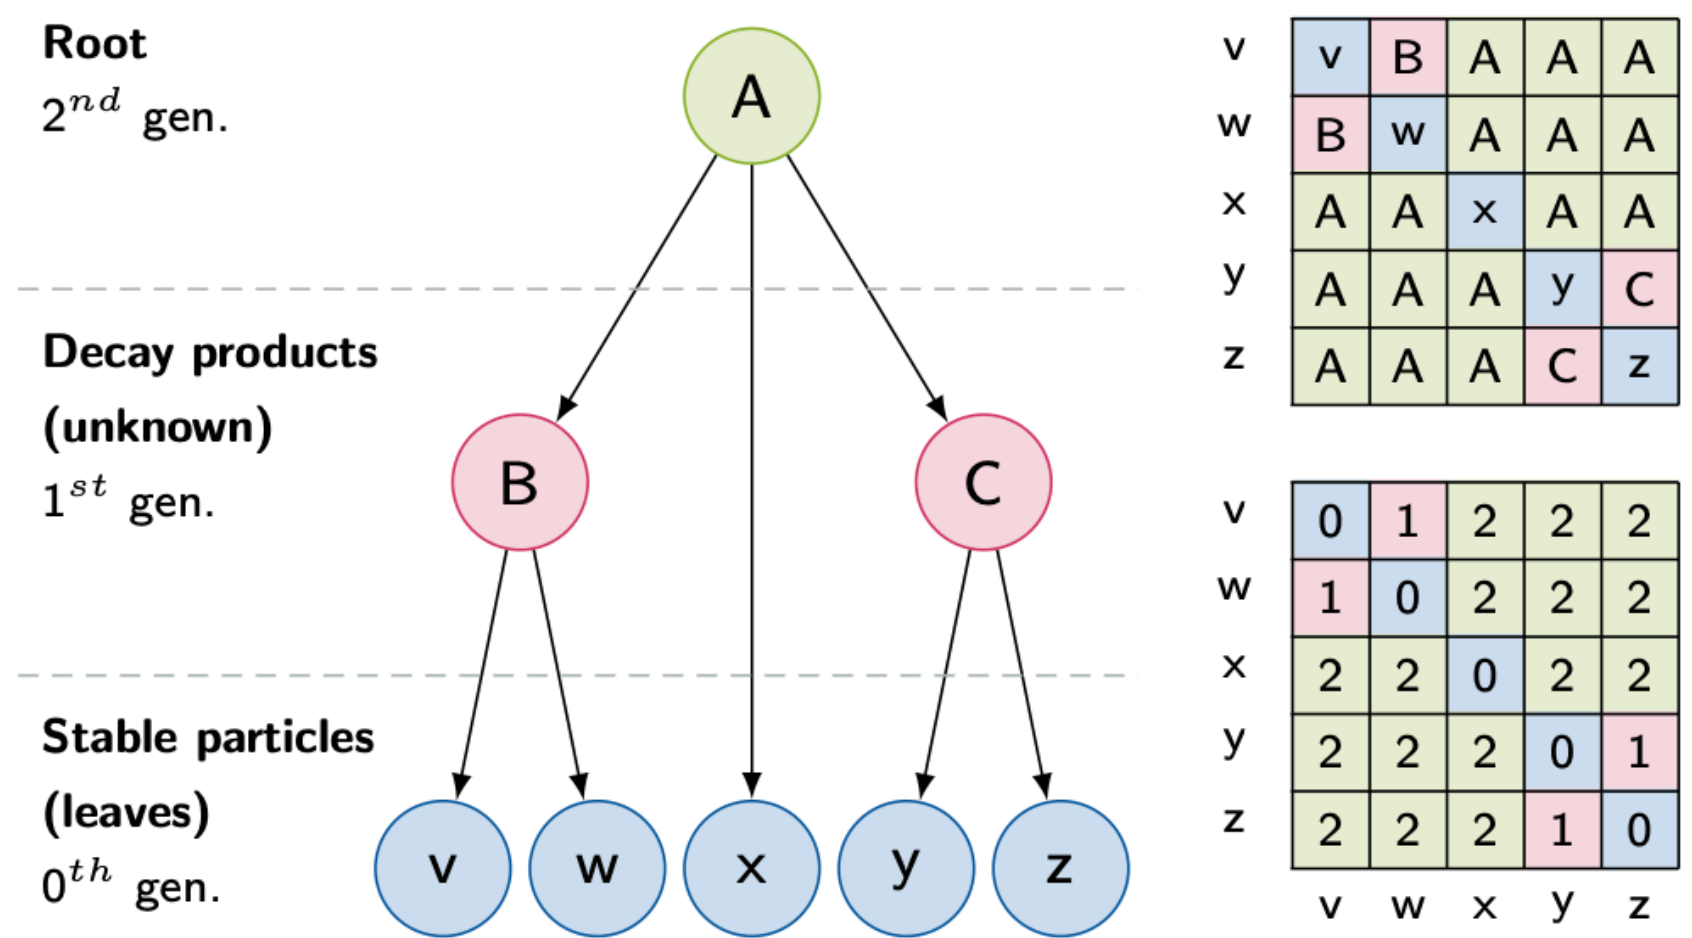 Root
2nd gen.
A
Decay products
(unknown)
1st gen.
B C
Stable particles
(leaves)
0th gen.
v w x y z
v v B A A A
w B w A A A
x A A x A A
y A A A y C
z A A A C z
v 0 1 2 2 2
w 1 0 2 2 2
x 2 2 0 2 2
y 2 2 2 0 1
z 2 2 2 1 0
v w x y z